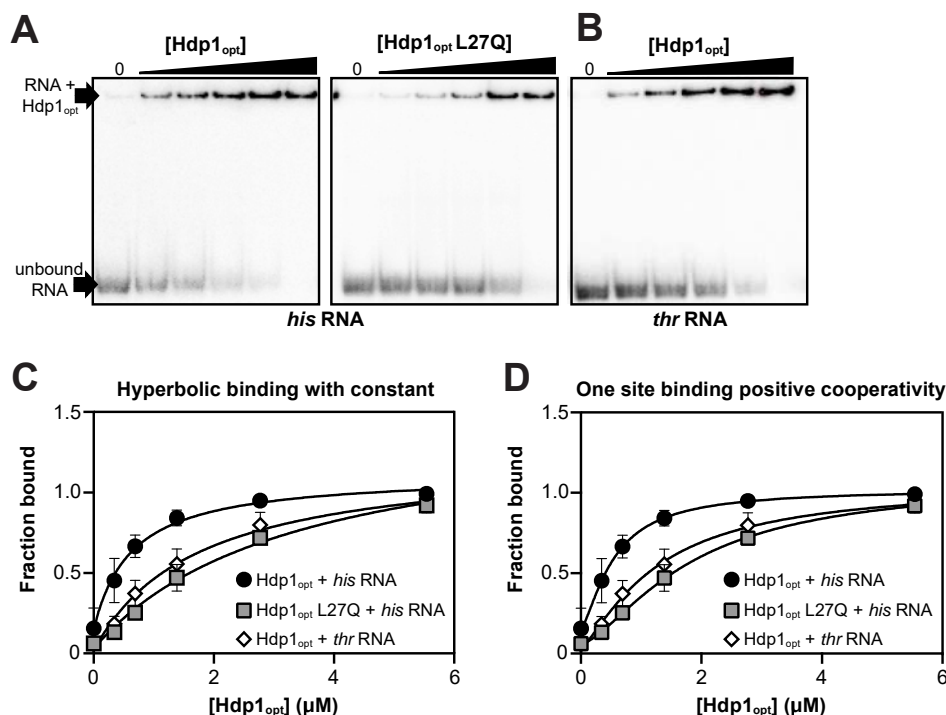 A
[Hdp1opt]
[Hdp1opt L27Q]
B
[Hdp1opt]
0
0
0
RNA +
Hdp1opt
unbound
RNA
his RNA
thr RNA
C
Hyperbolic binding with constant
Fraction bound
1.5
1.0
0.5
0.0
0
2
4
6
[Hdp1opt] (μM)
Hdp1opt + his RNA
Hdp1opt L27Q + his RNA
Hdp1opt + thr RNA
D
One site binding positive cooperativity
Fraction bound
1.5
1.0
0.5
0.0
0
2
4
6
[Hdp1opt] (μM)
Hdp1opt + his RNA
Hdp1opt L27Q + his RNA
Hdp1opt + thr RNA